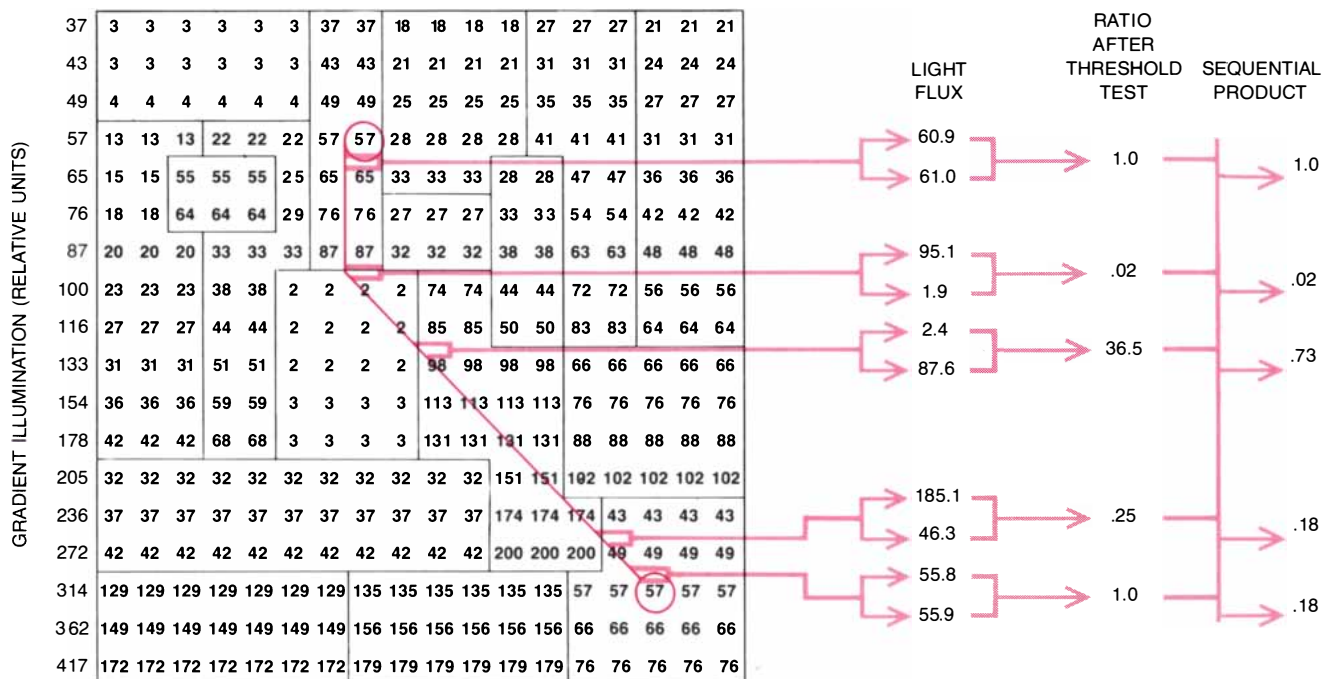 GRADIENT ILLUMINATION (RELATIVE UNITS)
37 3 3 3 3 3 3 37 37 18 18 18 18 27 27 27 21 21 21
43 3 3 3 3 3 3 43 43 21 21 21 21 31 31 31 24 24 24
49 4 4 4 4 4 4 49 49 25 25 25 25 35 35 35 27 27 27
57 13 13 13 22 22 22 57 57 28 28 28 28 41 41 41 31 31 31
65 15 15 55 55 55 25 65 65 33 33 33 28 28 47 47 36 36 36
76 18 18 64 64 64 29 76 76 27 27 27 33 33 54 54 42 42 42
87 20 20 20 33 33 33 87 87 32 32 32 38 38 63 63 48 48 48
100 23 23 23 38 38 2 2 2 2 74 74 44 44 72 72 56 56 56
116 27 27 27 44 44 2 2 2 2 85 85 50 50 83 83 64 64 64
133 31 31 31 51 51 2 2 2 2 98 98 98 98 66 66 66 66 66
154 36 36 36 59 59 3 3 3 3 113 113 113 113 76 76 76 76 76
178 42 42 42 68 68 3 3 3 3 131 131 131 131 88 88 88 88 88
205 32 32 32 32 32 32 32 32 32 32 32 151 151 102 102 102 102 102
236 37 37 37 37 37 37 37 37 37 37 37 174 174 174 43 43 43 43
272 42 42 42 42 42 42 42 42 42 42 42 200 200 200 49 49 49 49
314 129 129 129 129 129 129 129 135 135 135 135 135 135 57 57 57 57 57
362 149 149 149 149 149 149 149 156 156 156 156 156 156 66 66 66 66 66
417 172 172 172 172 172 172 172 179 179 179 179 179 179 76 76 76 76 76
LIGHT
FLUX
60.9
61.0
95.1
1.9
2.4
87.6
185.1
46.3
55.8
55.9
RATIO
AFTER
THRESHOLD
TEST
1.0
.02
36.5
.25
1.0
SEQUENTIAL
PRODUCT
1.0
.02
.73
.18
.18